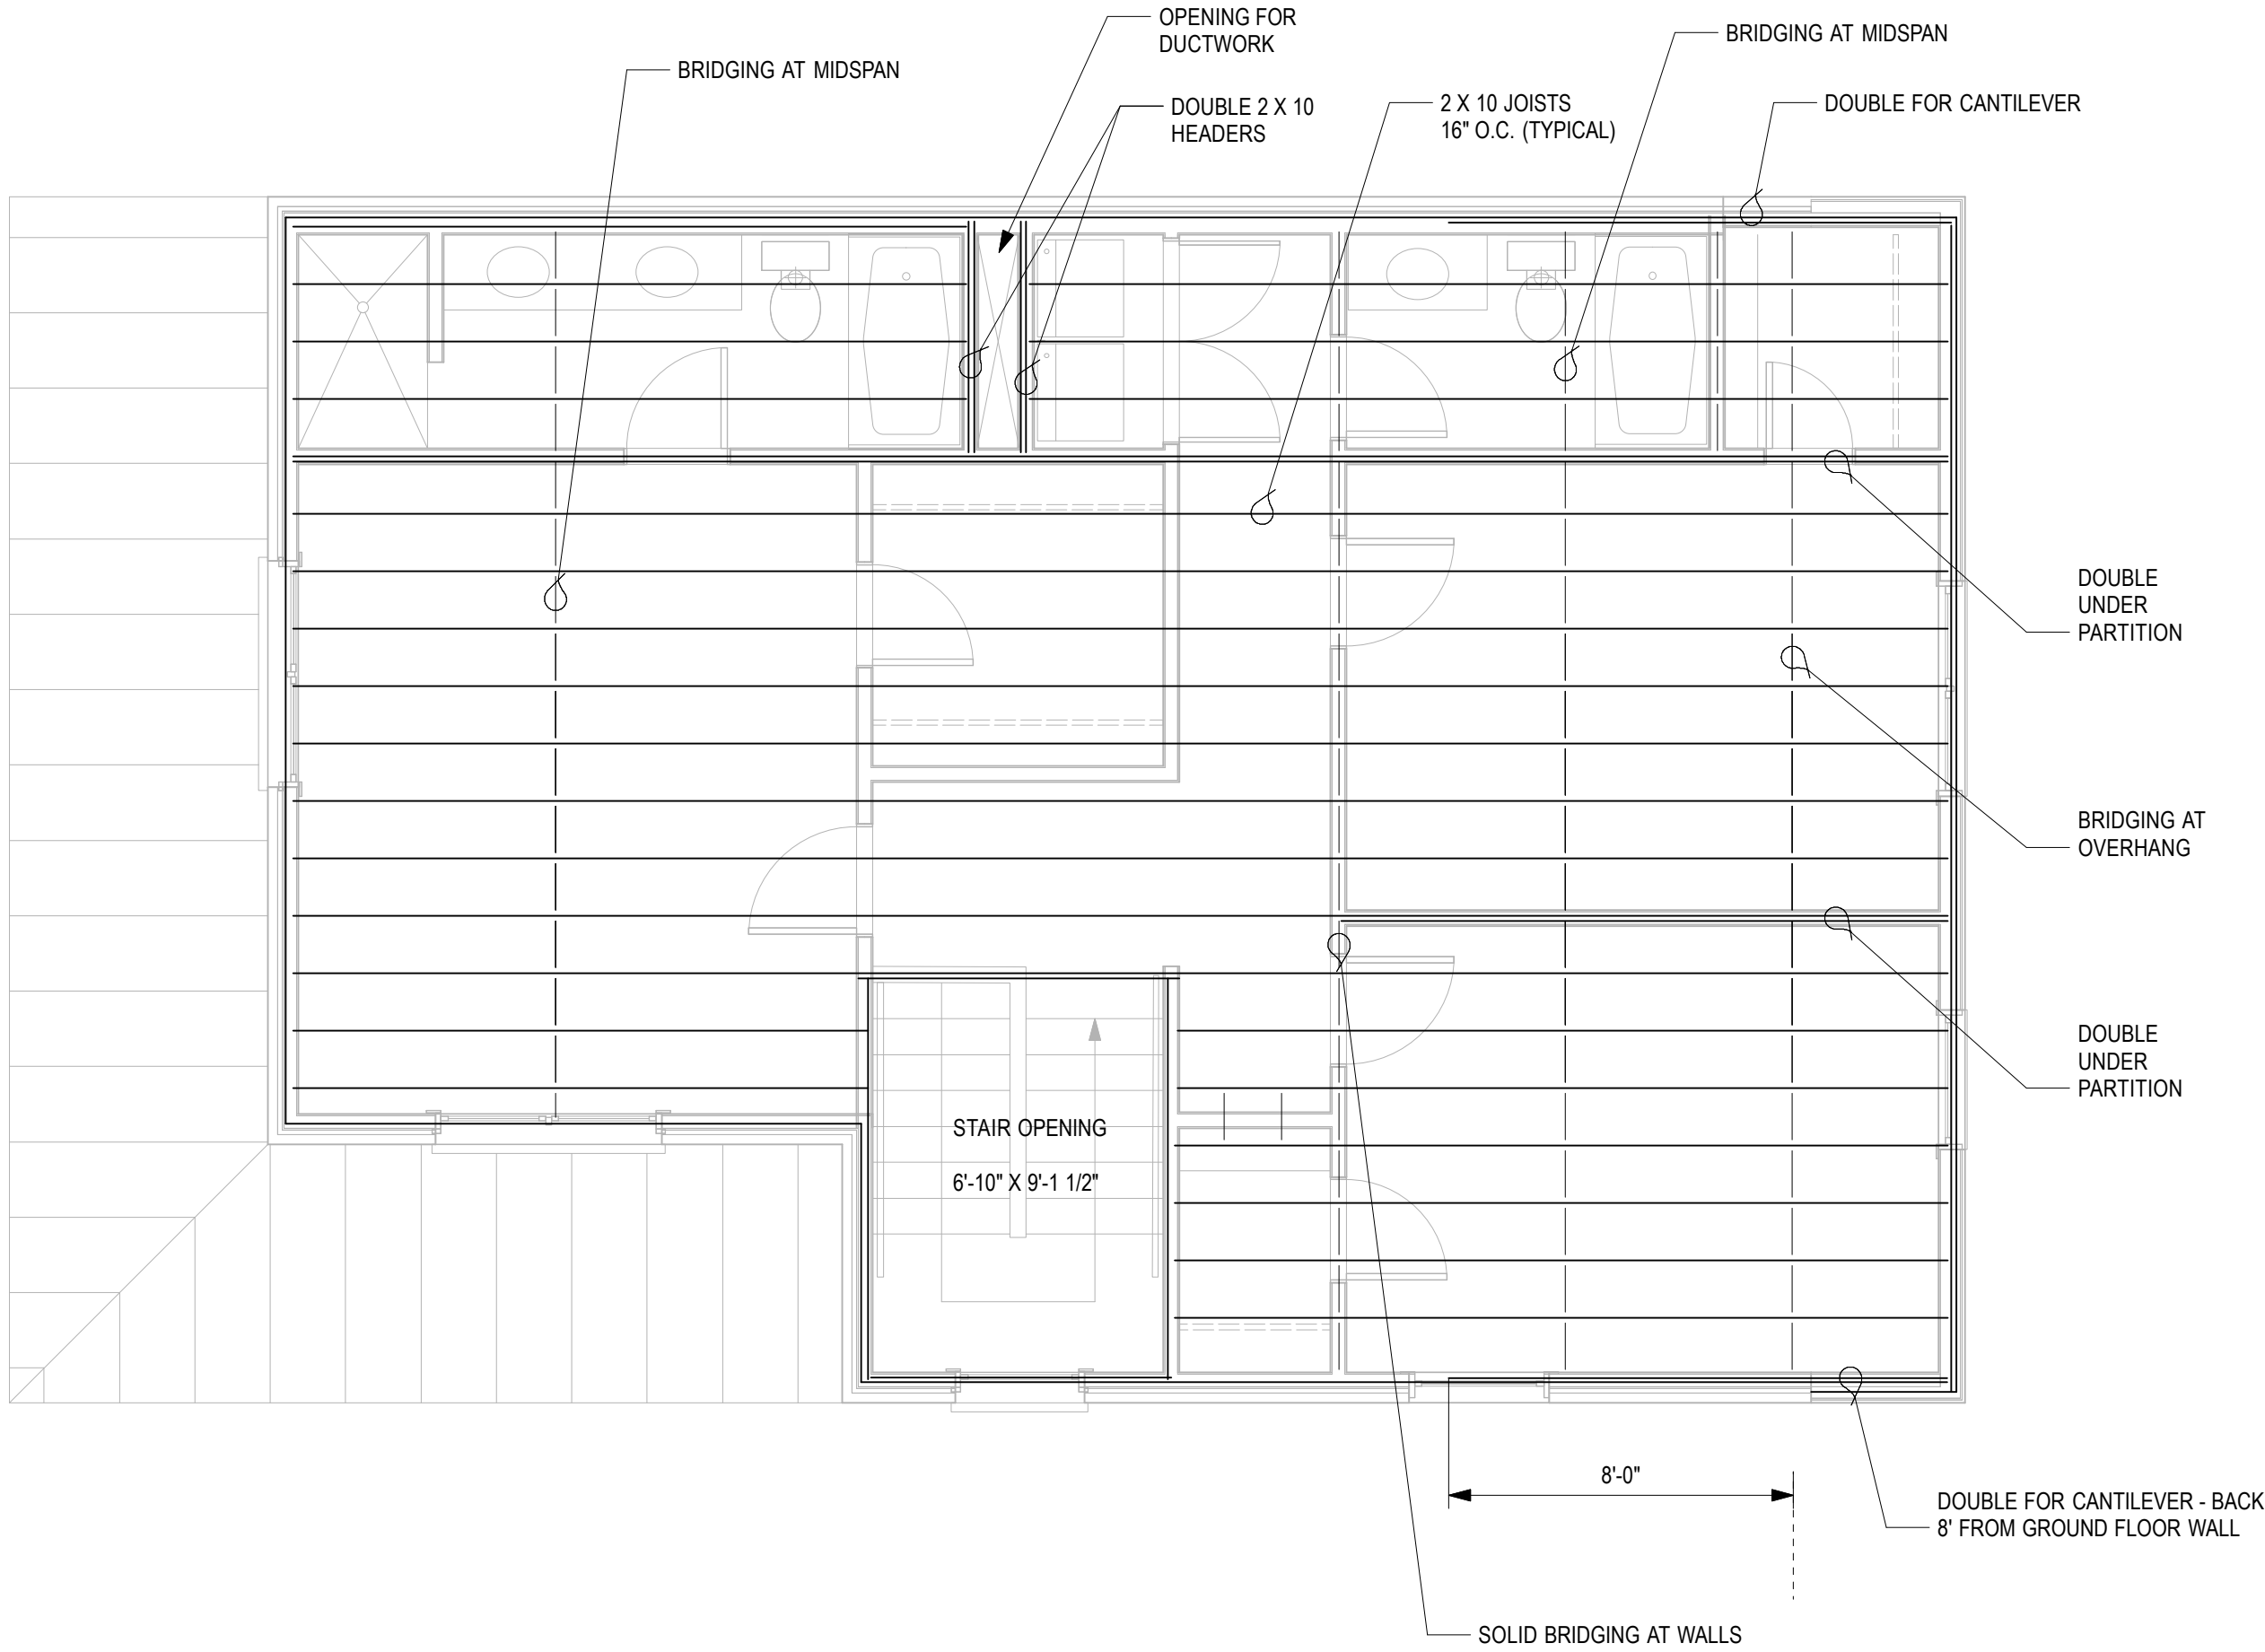 OPENING FOR
DUCTWORK
BRIDGING AT MIDSPAN
BRIDGING AT MIDSPAN
DOUBLE 2 X 10
HEADERS
2 X 10 JOISTS
16" O.C. (TYPICAL)
DOUBLE FOR CANTILEVER
DOUBLE
UNDER
PARTITION
BRIDGING AT
OVERHANG
DOUBLE
UNDER
PARTITION
STAIR OPENING
6'-10" X 9'-1 1/2"
8'-0"
DOUBLE FOR CANTILEVER - BACK
8' FROM GROUND FLOOR WALL
SOLID BRIDGING AT WALLS